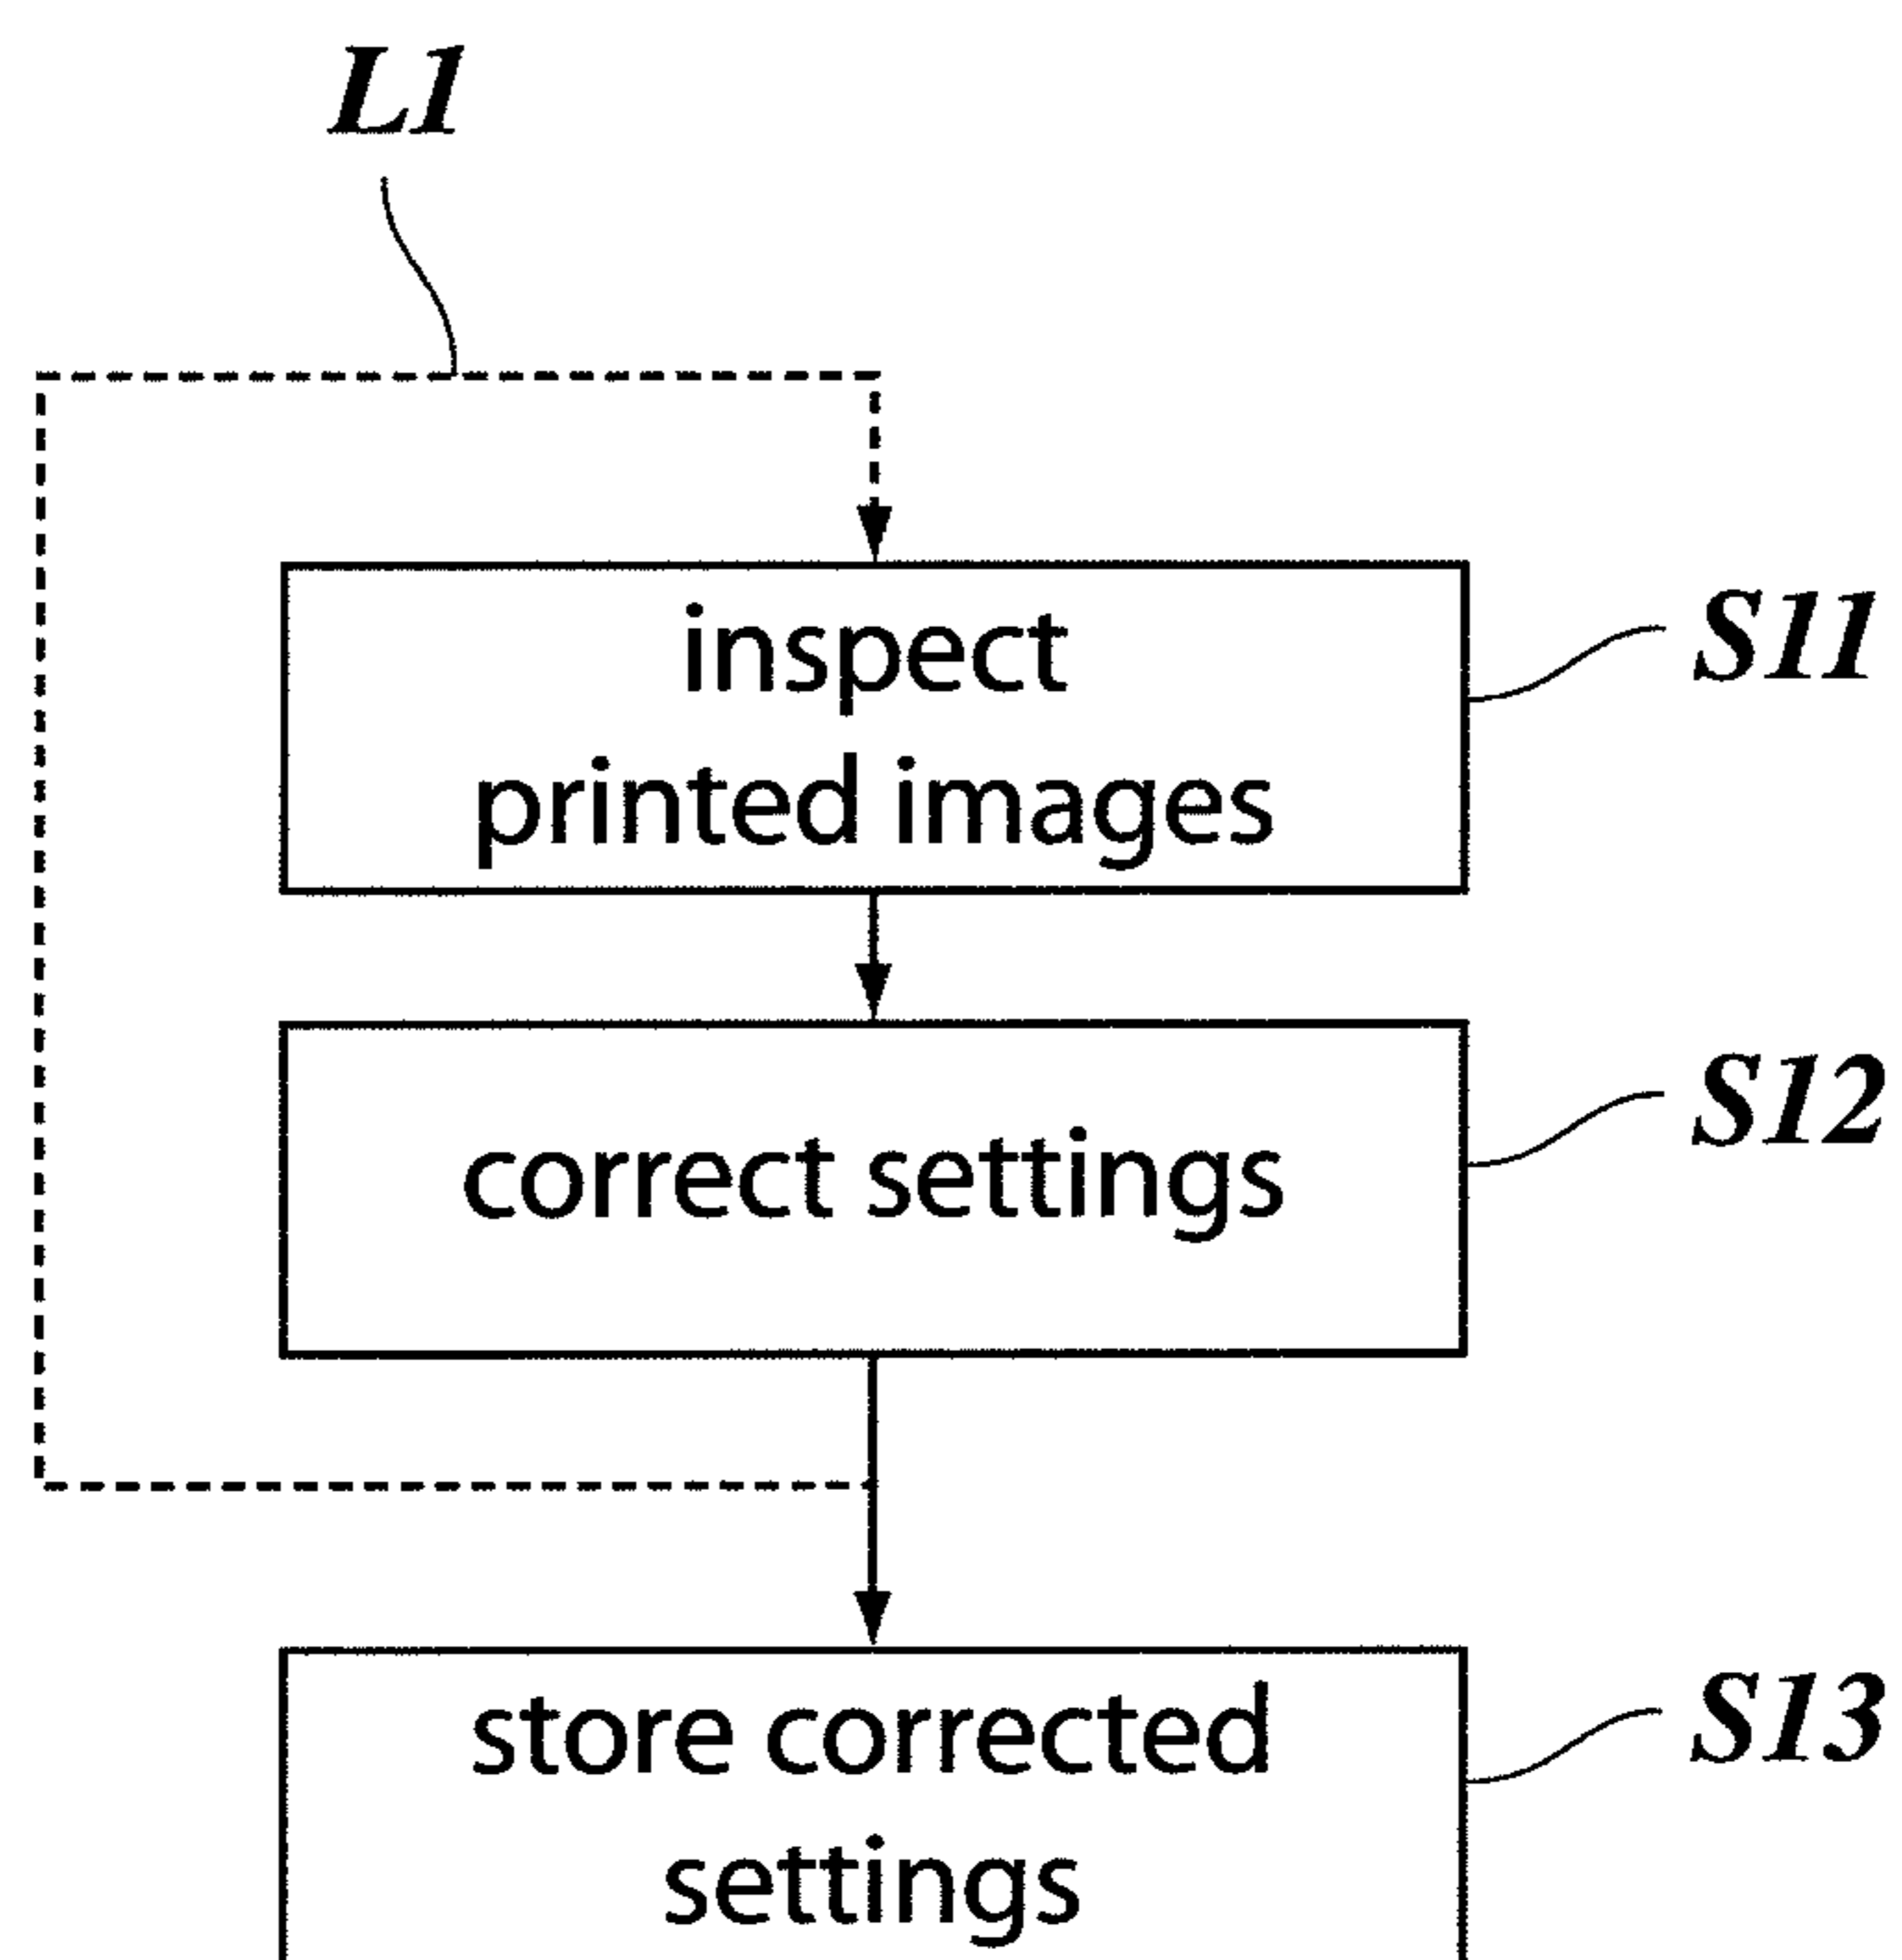 L1
inspect
printed images
S11
correct settings
S12
store corrected
settings
S13